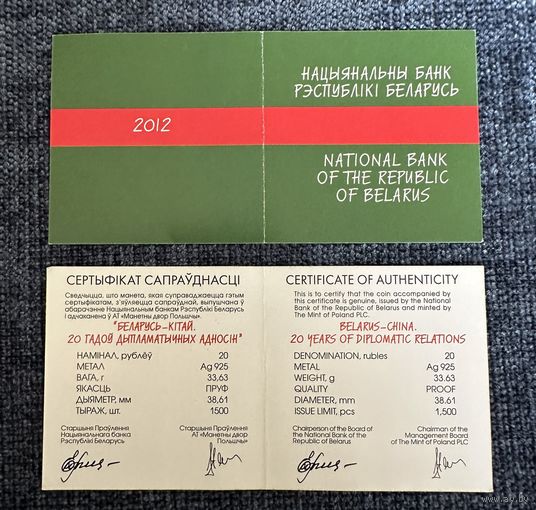 НАЦЫЯНАЛЬНЫ БАНК
РЭСПУБЛІКІ БЕЛАРУСЬ
2012
NATIONAL BANK
OF THE REPUBLIC
OF BELARUS
СЕРТЫФІКАТ САПРАЎДНАСЦІ
Сведчыцца, што манета, якая суправаджаецца гэтым
сертыфікатам, з'яўляецца сапраўднай, выпушчана ў
абарачэнне Нацыянальным банкам Рэспублікі Беларусь
і адчаканена ў АТ «Манетны двор Польшчы».
"БЕЛАРУСЬ–КІТАЙ.
20 ГАДОЎ ДЫПЛАМАТЫЧНЫХ АДНОСІН"
НАМІНАЛ, рублёў 20
МЕТАЛ Ag 925
ВАГА, г 33,63
ЯКАСЦЬ ПРУФ
ДЫЯМЕТР, мм 38,61
ТЫРАЖ, шт. 1500
Старшыня Праўлення
Нацыянальнага банка
Рэспублікі Беларусь
Старшыня Праўлення
АТ «Манетны двор
Польшчы»
CERTIFICATE OF AUTHENTICITY
This is to certify that the coin accompanied by
this certificate is genuine, issued by the National
Bank of the Republic of Belarus and minted by
The Mint of Poland PLC.
BELARUS–CHINA.
20 YEARS OF DIPLOMATIC RELATIONS
DENOMINATION, rubles 20
METAL Ag 925
WEIGHT, g 33.63
QUALITY PROOF
DIAMETER, mm 38.61
ISSUE LIMIT, pcs 1,500
Chairperson of the Board of
the National Bank of the
Republic of Belarus
Chairman of the
Management Board
of The Mint of Poland PLC
www.ay.by